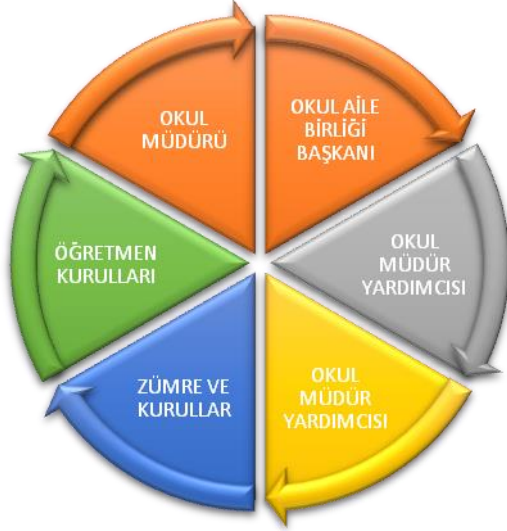 OKUL
MÜDÜRÜ
OKUL AİLE
BİRLİĞİ
BAŞKANI
OKUL
MÜDÜR
YARDIMCISI
OKUL
MÜDÜR
YARDIMCISI
ZÜMRE VE
KURULLAR
ÖĞRETMEN
KURULLARI